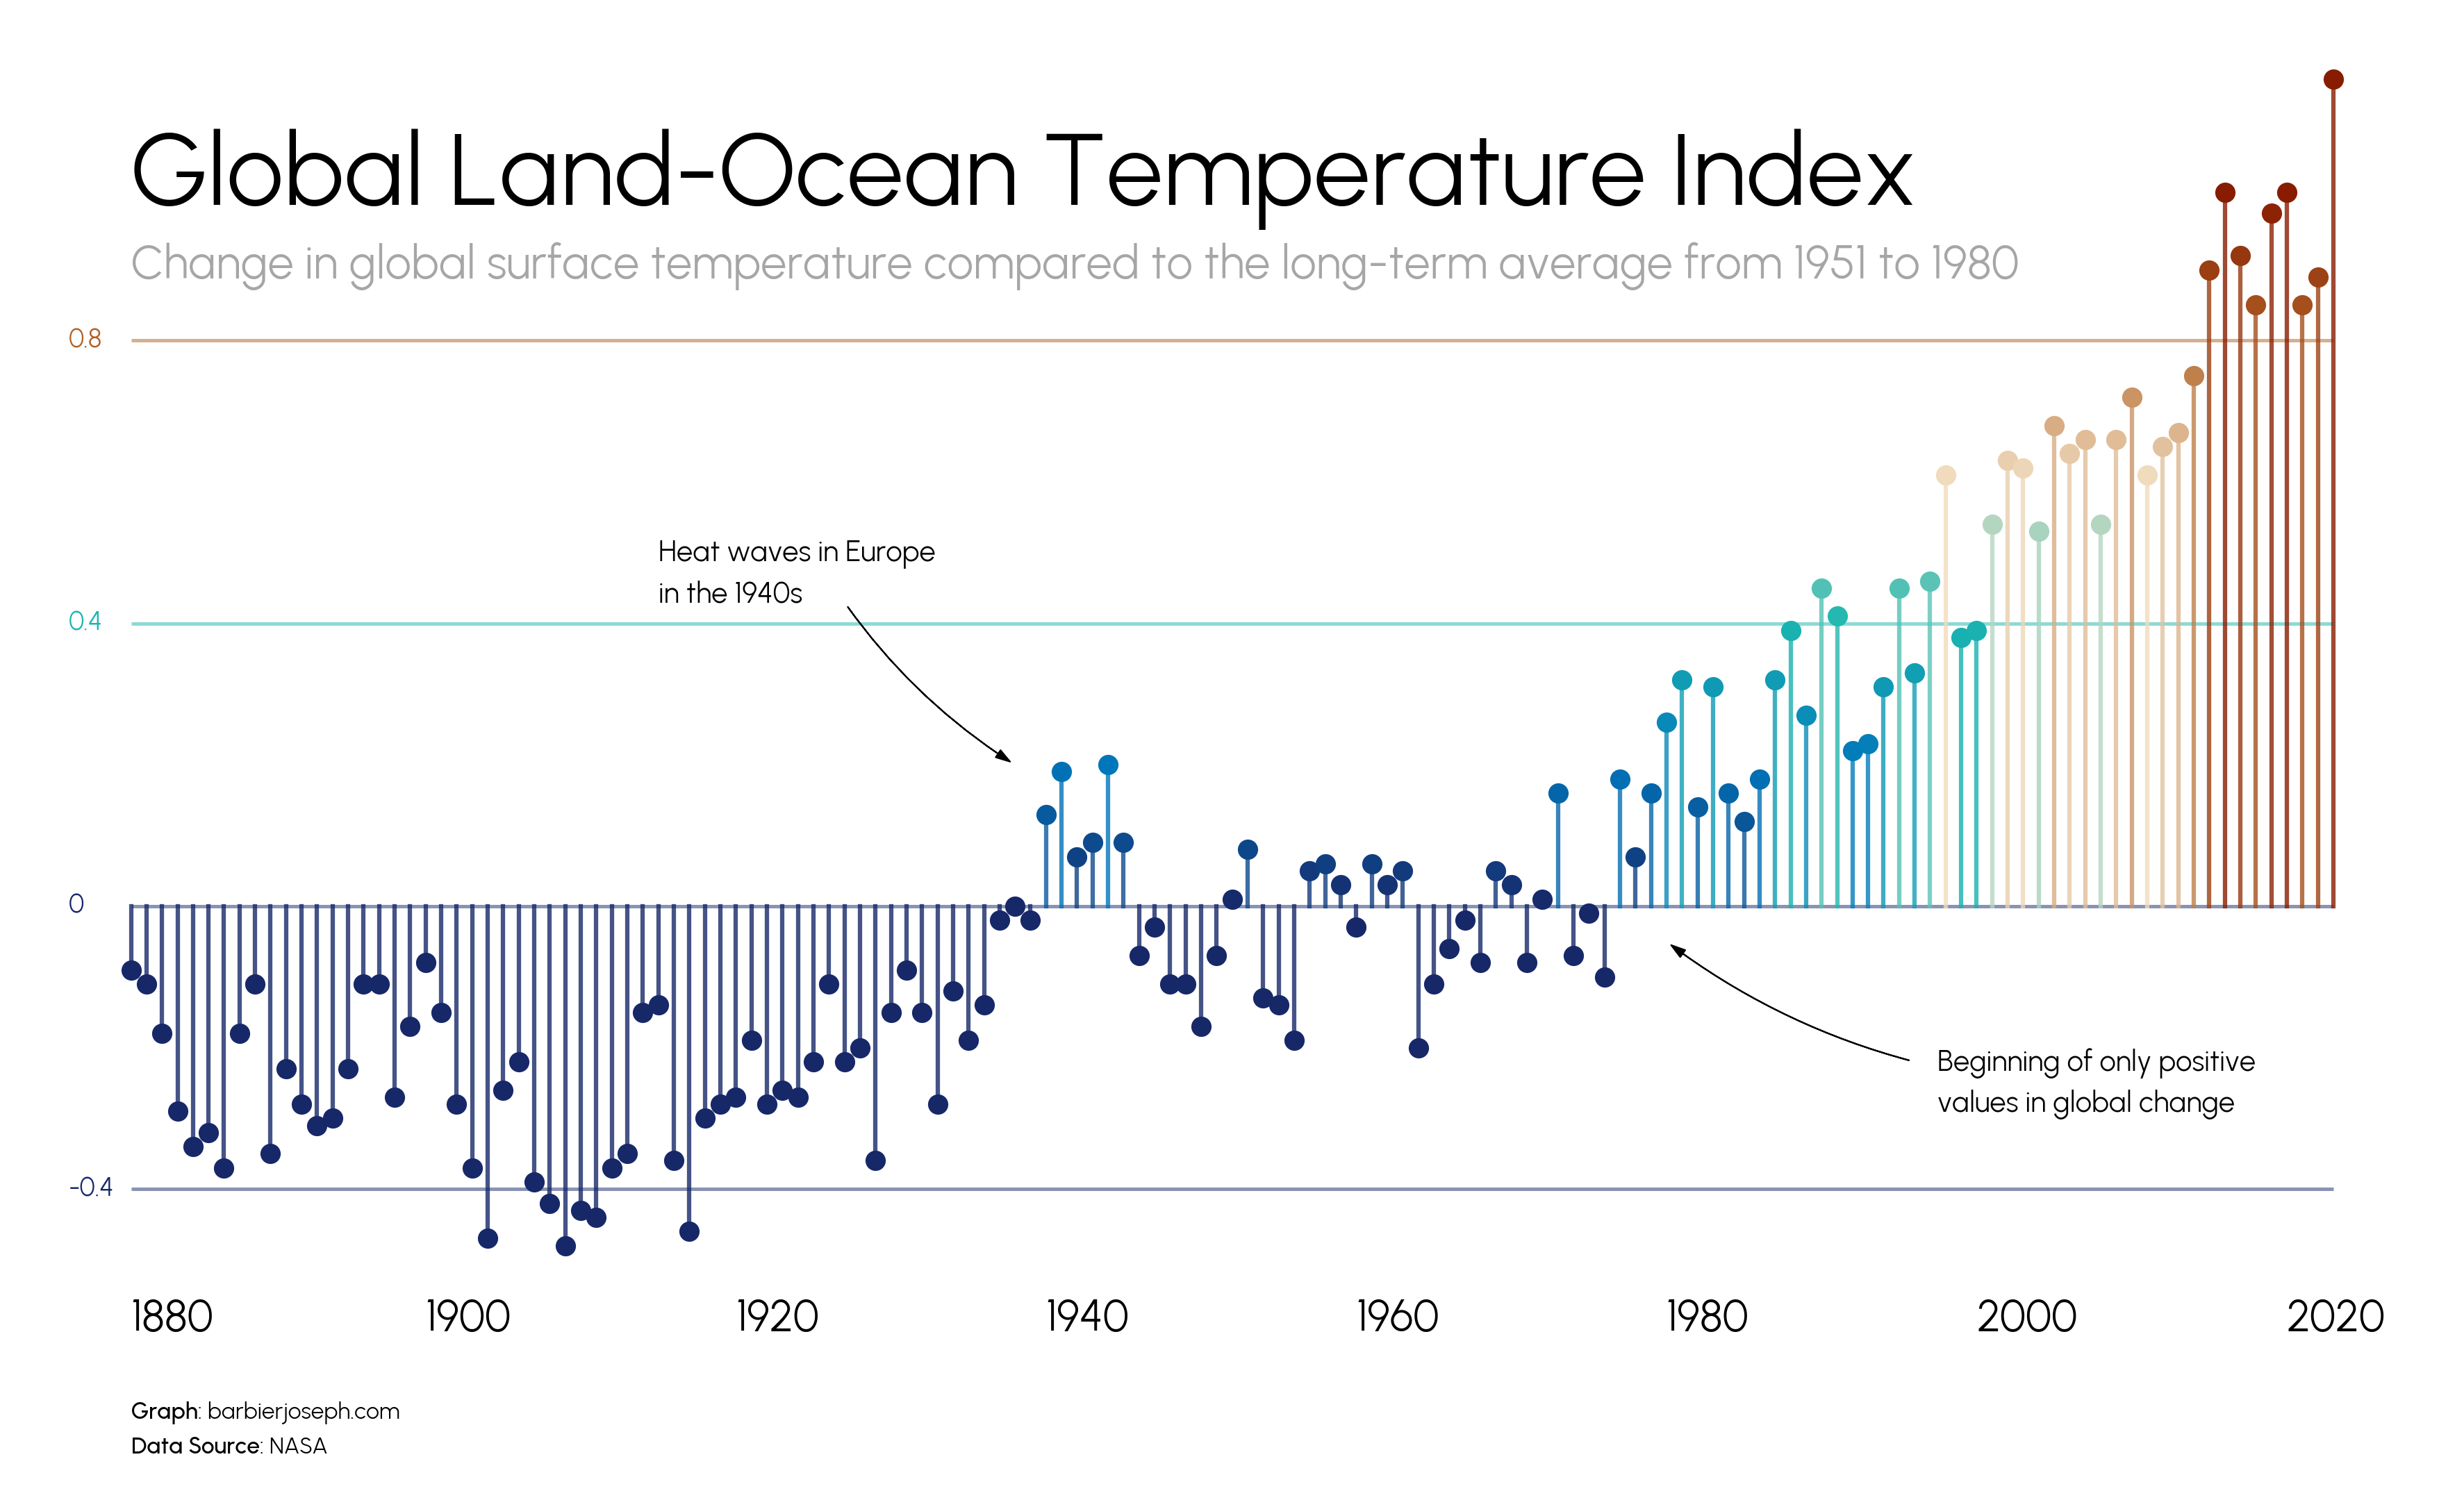 Global Land-Ocean Temperature Index
Change in global surface temperature compared to the long-term average from 1951 to 1980
0.8
Heat waves in Europe
in the 1940s
0.4
0
Beginning of only positive
values in global change
-0.4
1880 1900 1920 1940 1960 1980 2000 2020
Graph: barbierjoseph.com
Data Source: NASA